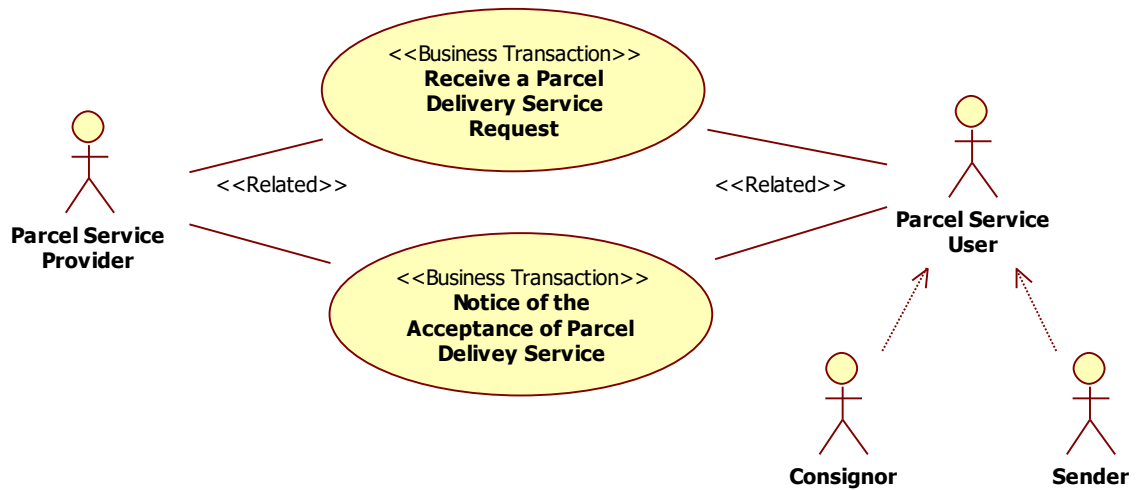 <<Business Transaction>>
Receive a Parcel
Delivery Service
Request
<<Related>>
<<Related>>
Parcel Service
Provider
Parcel Service
User
<<Business Transaction>>
Notice of the
Acceptance of Parcel
Delivey Service
Consignor
Sender